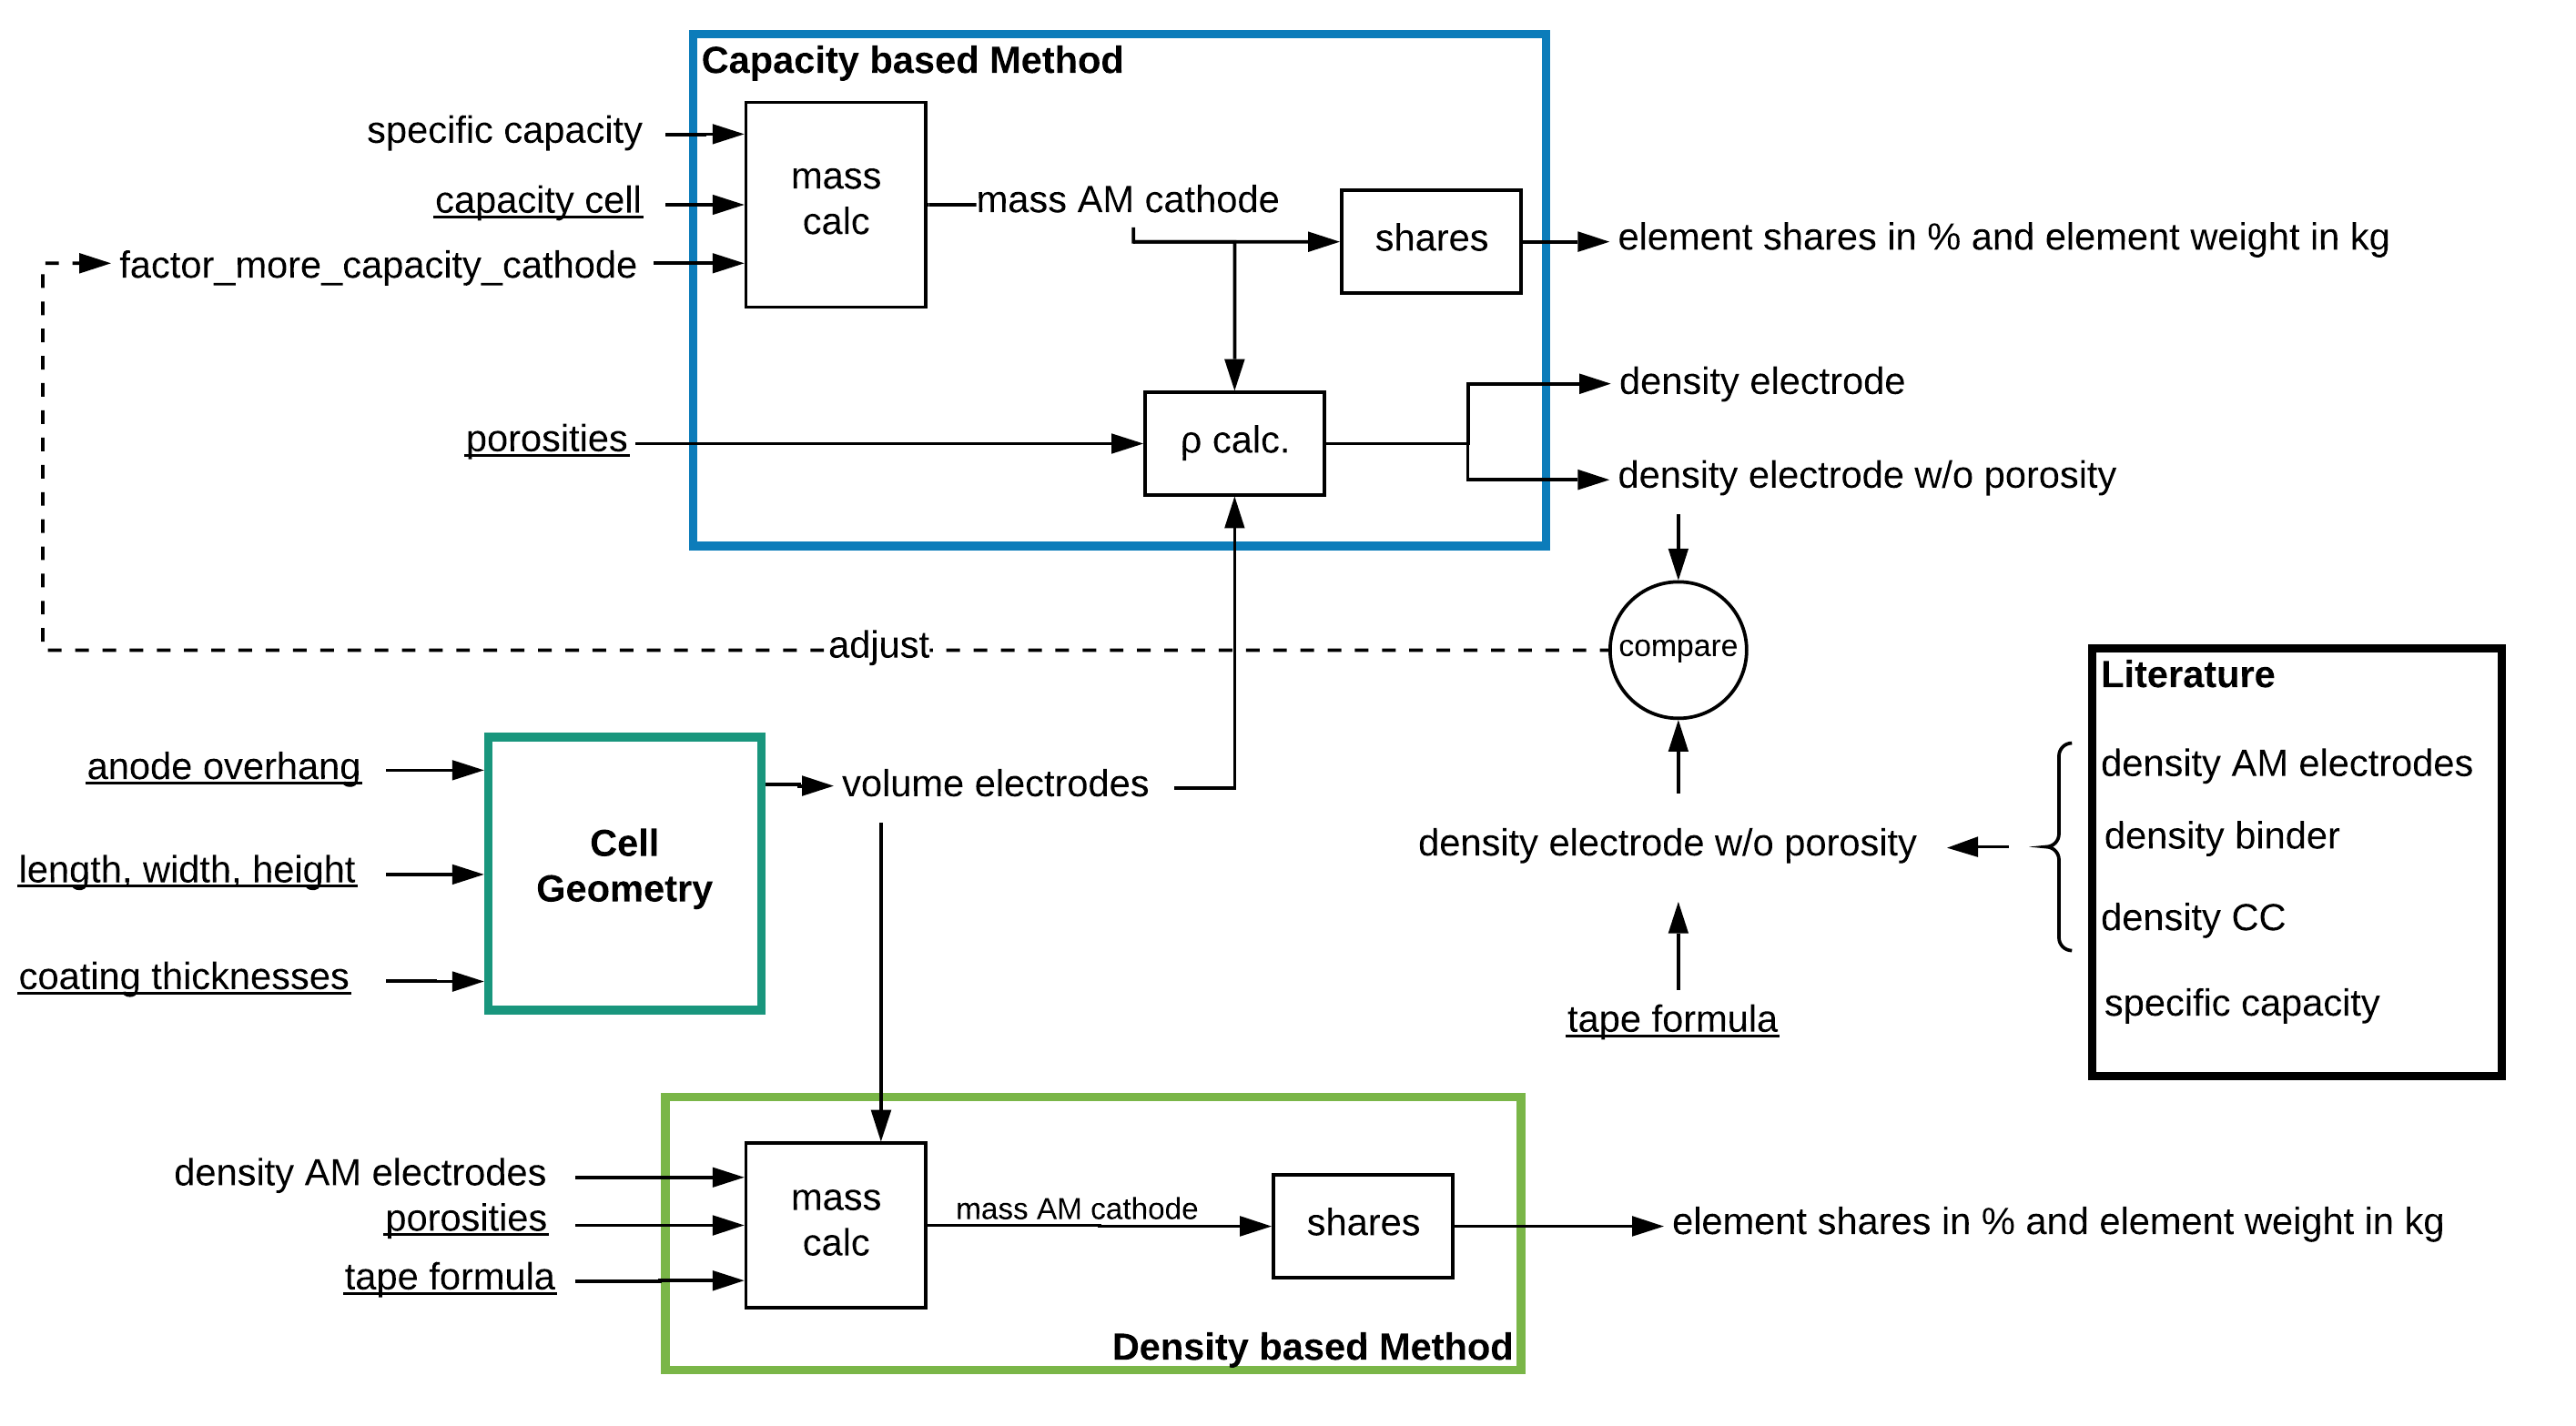 Capacity based Method
specific capacity
capacity cell
factor_more_capacity_cathode
mass
calc
mass AM cathode
shares
element shares in % and element weight in kg
porosities
ρ calc.
density electrode
density electrode w/o porosity
adjust
compare
anode overhang
length, width, height
coating thicknesses
Cell
Geometry
volume electrodes
density electrode w/o porosity
tape formula
Literature
density AM electrodes
density binder
density CC
specific capacity
density AM electrodes
porosities
tape formula
mass
calc
mass AM cathode
shares
element shares in % and element weight in kg
Density based Method